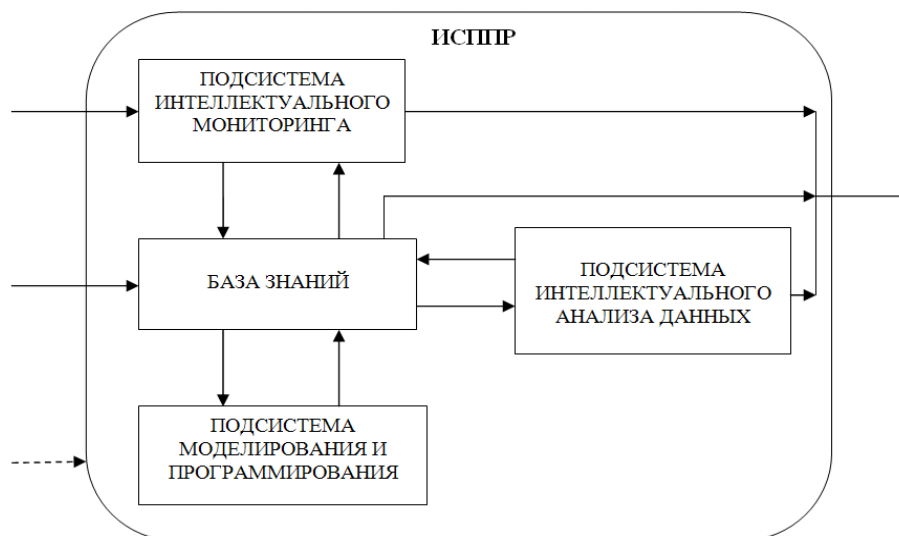 ИСППР
ПОДСИСТЕМА
ИНТЕЛЛЕКТУАЛЬНОГО
МОНИТОРИНГА
БАЗА ЗНАНИЙ
ПОДСИСТЕМА
ИНТЕЛЛЕКТУАЛЬНОГО
АНАЛИЗА ДАННЫХ
ПОДСИСТЕМА
МОДЕЛИРОВАНИЯ И
ПРОГРАММИРОВАНИЯ